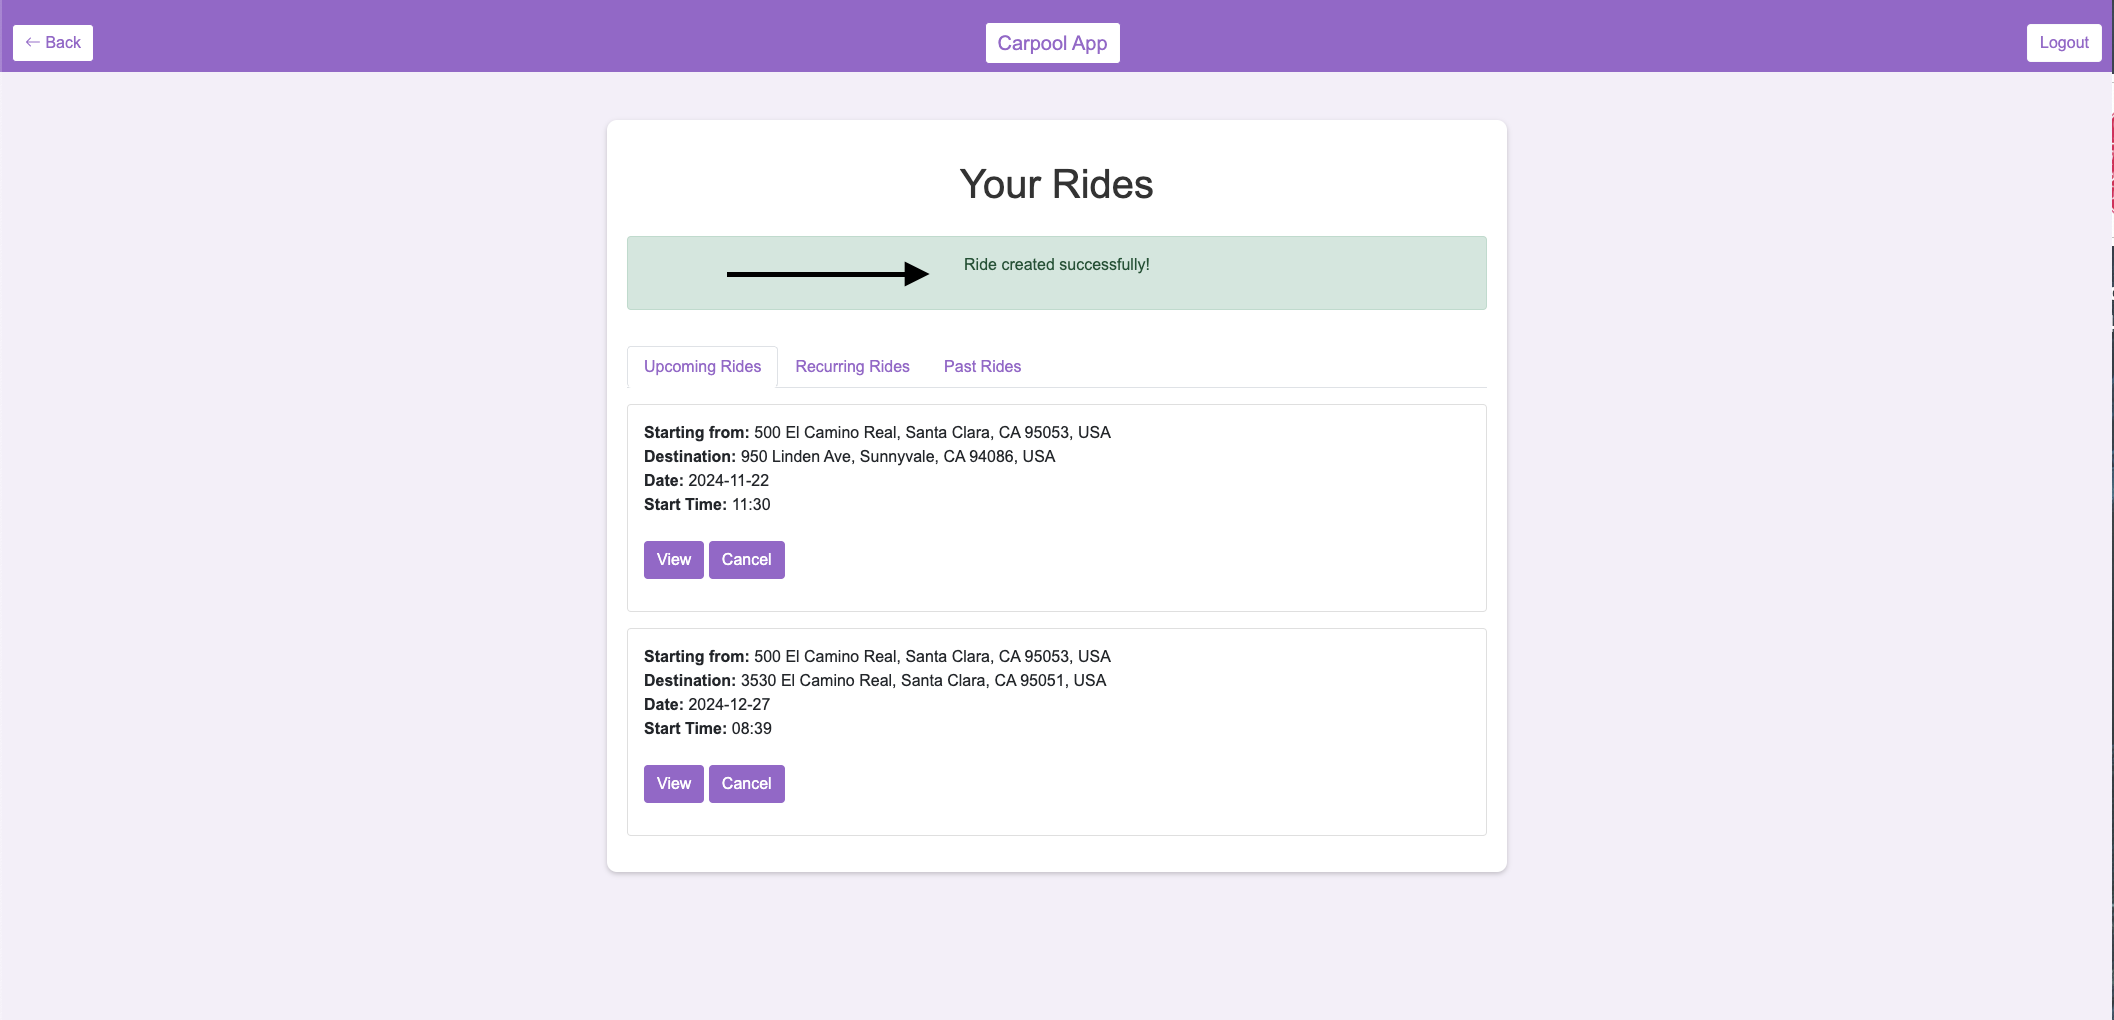 ← Back
Carpool App
Logout
Your Rides
Ride created successfully!
Upcoming Rides
Recurring Rides
Past Rides
Starting from: 500 El Camino Real, Santa Clara, CA 95053, USA
Destination: 950 Linden Ave, Sunnyvale, CA 94086, USA
Date: 2024-11-22
Start Time: 11:30
View
Cancel
Starting from: 500 El Camino Real, Santa Clara, CA 95053, USA
Destination: 3530 El Camino Real, Santa Clara, CA 95051, USA
Date: 2024-12-27
Start Time: 08:39
View
Cancel